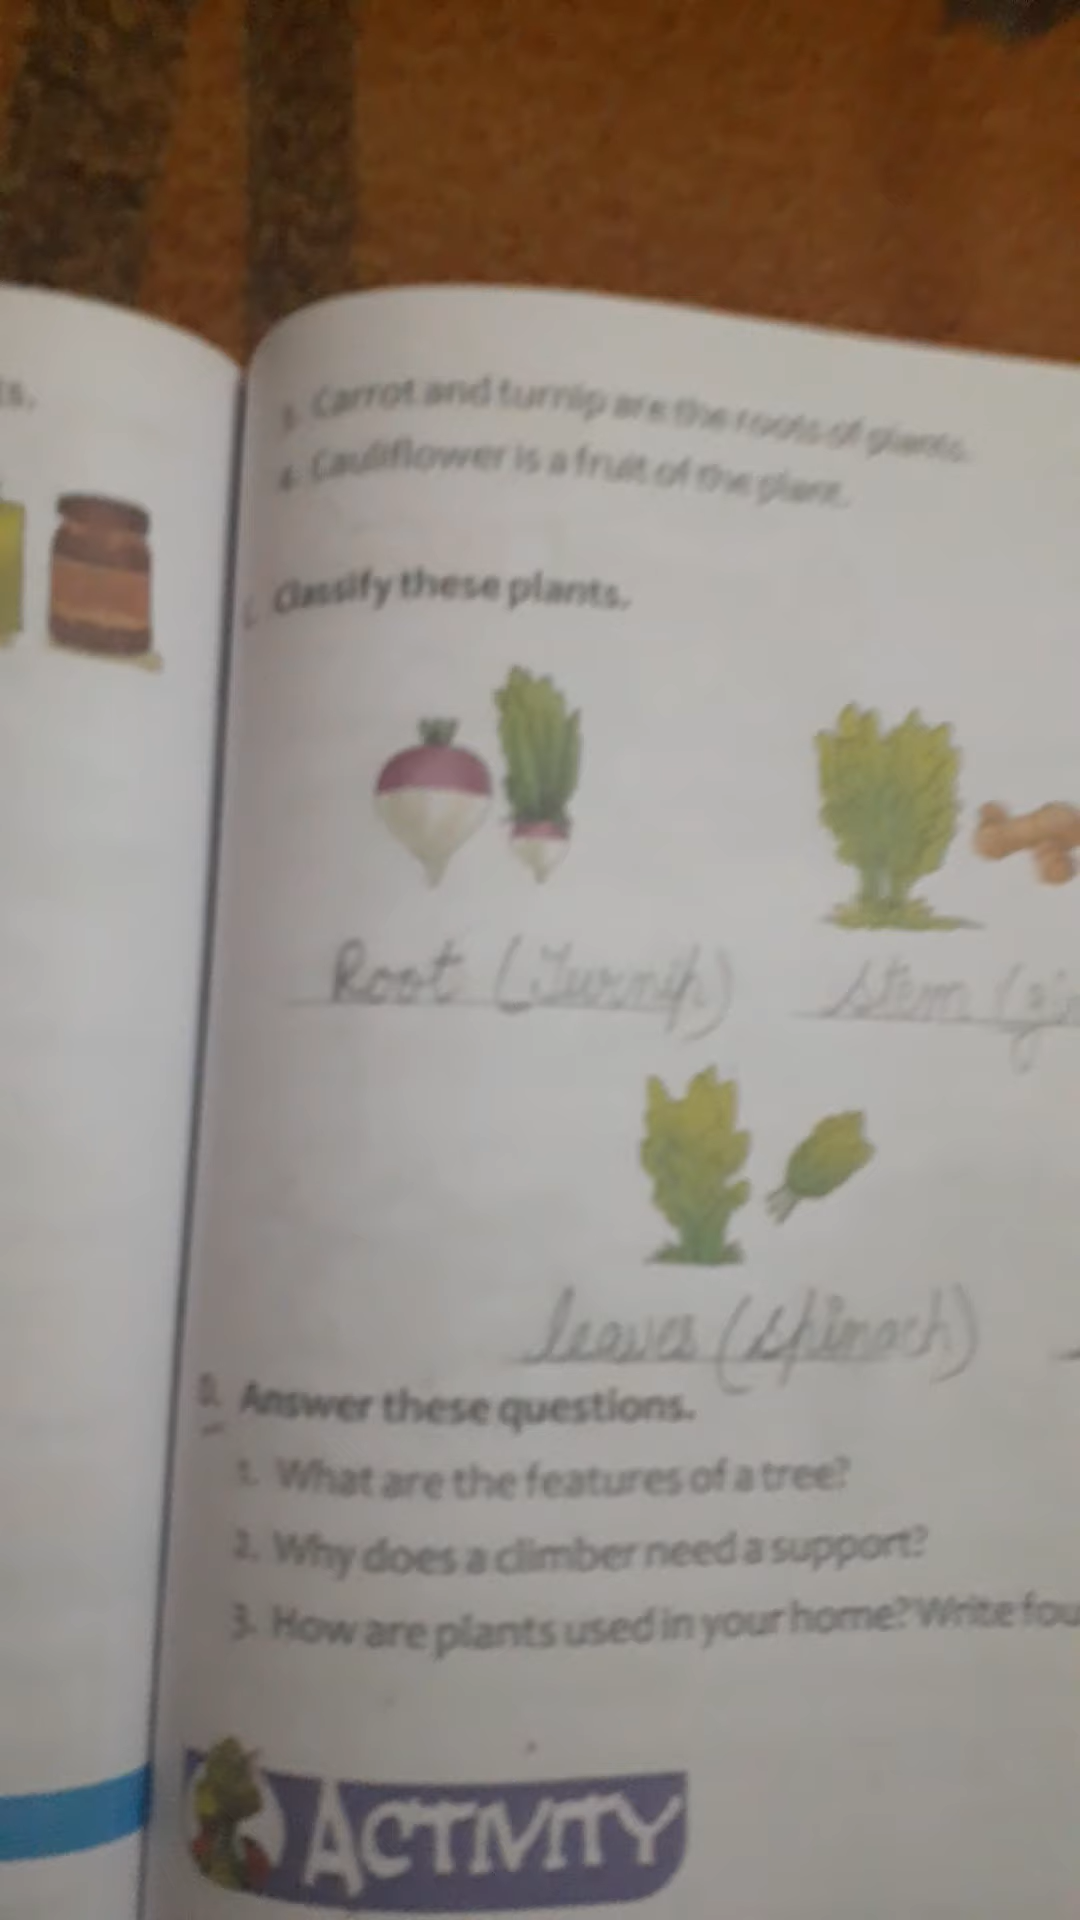 s.
3. Carrot and turnip are the roots of plants.
4. Cauliflower is a fruit of the plant.
C. Classify these plants.
Root (Turnip)
Stem (gin
leaves (spinach)
D. Answer these questions.
1. What are the features of a tree?
2. Why does a climber need a support?
3. How are plants used in your home? Write fou
ACTIVITY